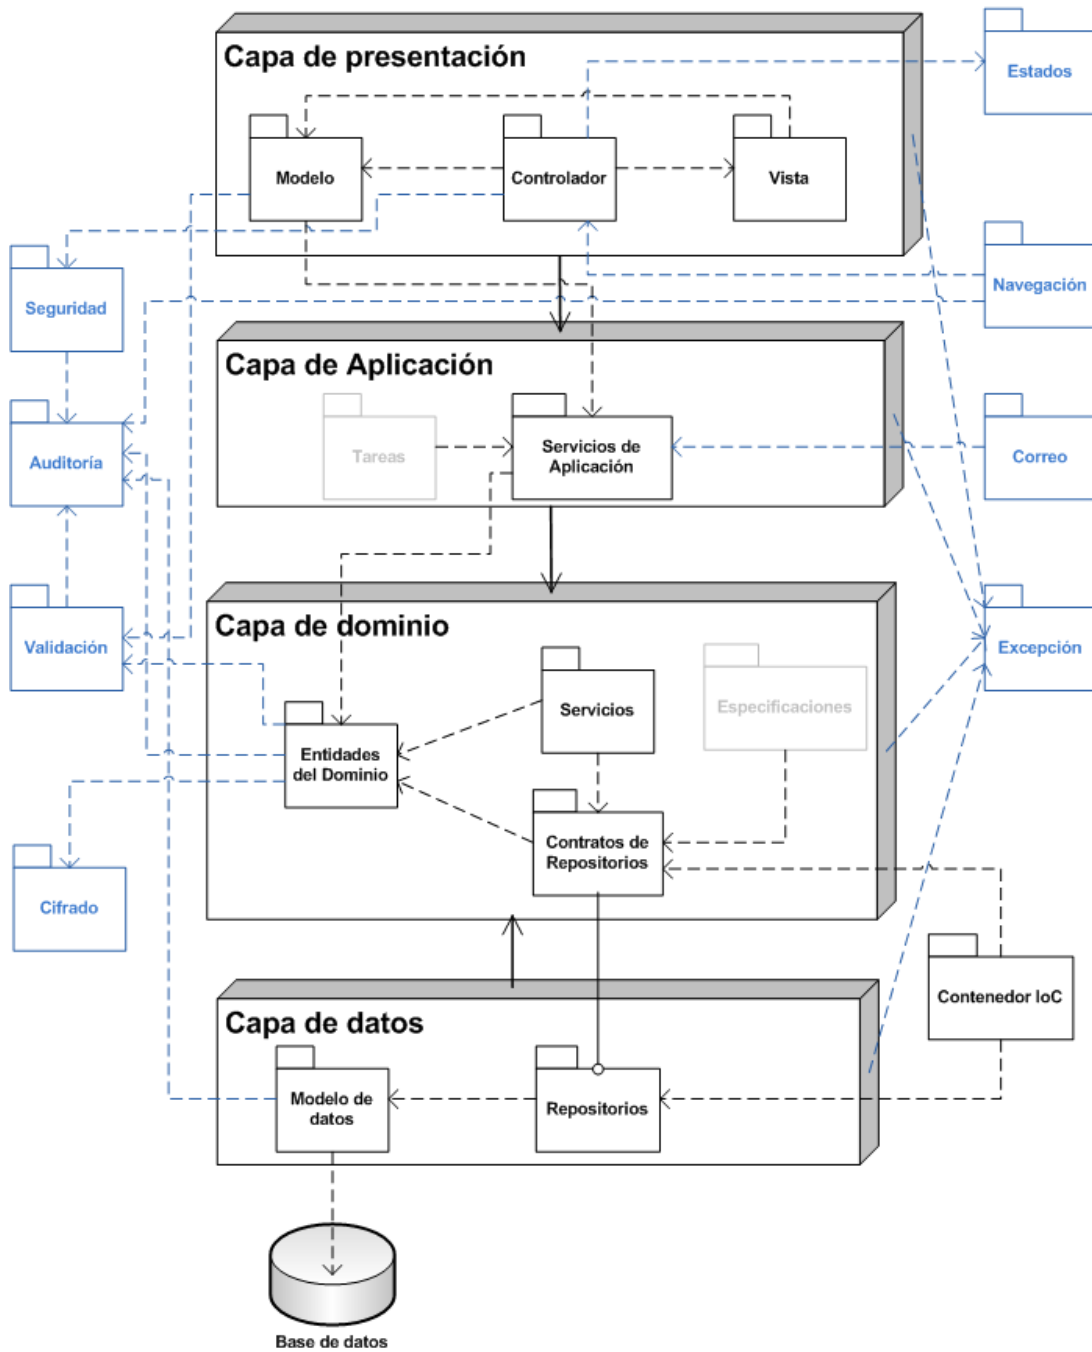 Capa de presentación
Estados
Modelo
Controlador
Vista
Seguridad
Navegación
Capa de Aplicación
Tareas
Servicios de
Aplicación
Auditoría
Correo
Capa de dominio
Validación
Servicios
Especificaciones
Excepción
Entidades
del Dominio
Contratos de
Repositorios
Cifrado
Contenedor IoC
Capa de datos
Modelo de
datos
Repositorios
Base de datos